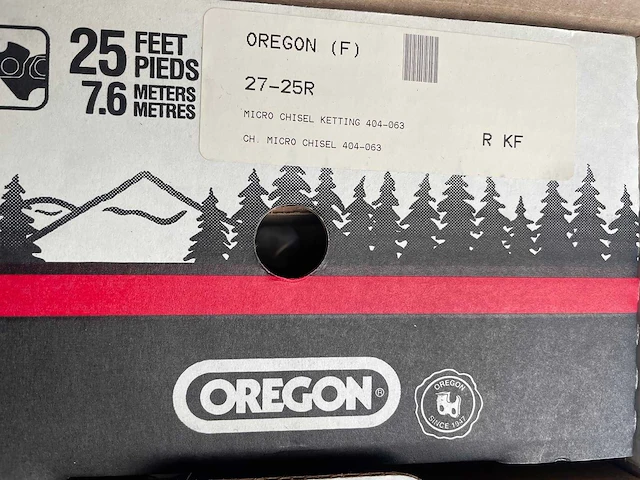 25 FEET
PIEDS
7.6 METERS
METRES
OREGON (F)
27-25R
MICRO CHISEL KETTING 404-063
CH. MICRO CHISEL 404-063
R KF
OREGON®
OREGON
SINCE 1947